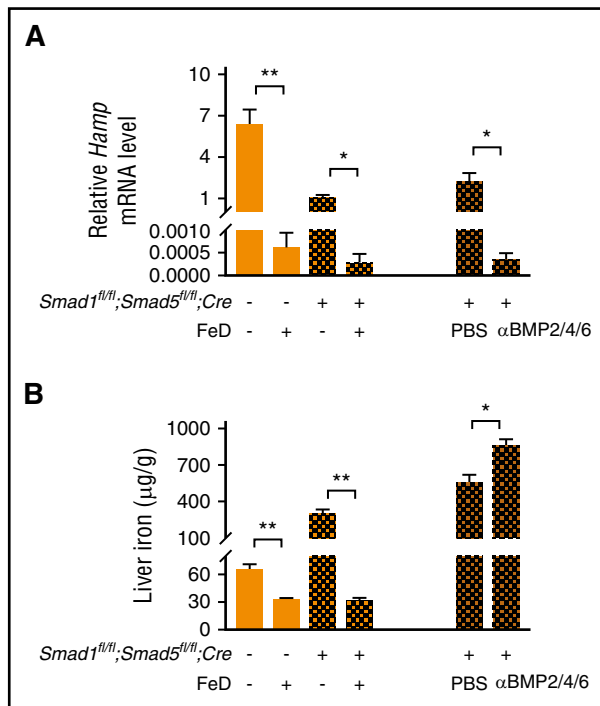 A
Relative Hamp
mRNA level
10
7
4
1
0.0010
0.0005
0.0000
** * *
Smad1fl/fl;Smad5fl/fl;Cre - - + + + +
FeD - + - + PBS αBMP2/4/6
B
Liver iron (μg/g)
1000
700
400
100
60
30
0
** ** *
Smad1fl/fl;Smad5fl/fl;Cre - - + + + +
FeD - + - + PBS αBMP2/4/6